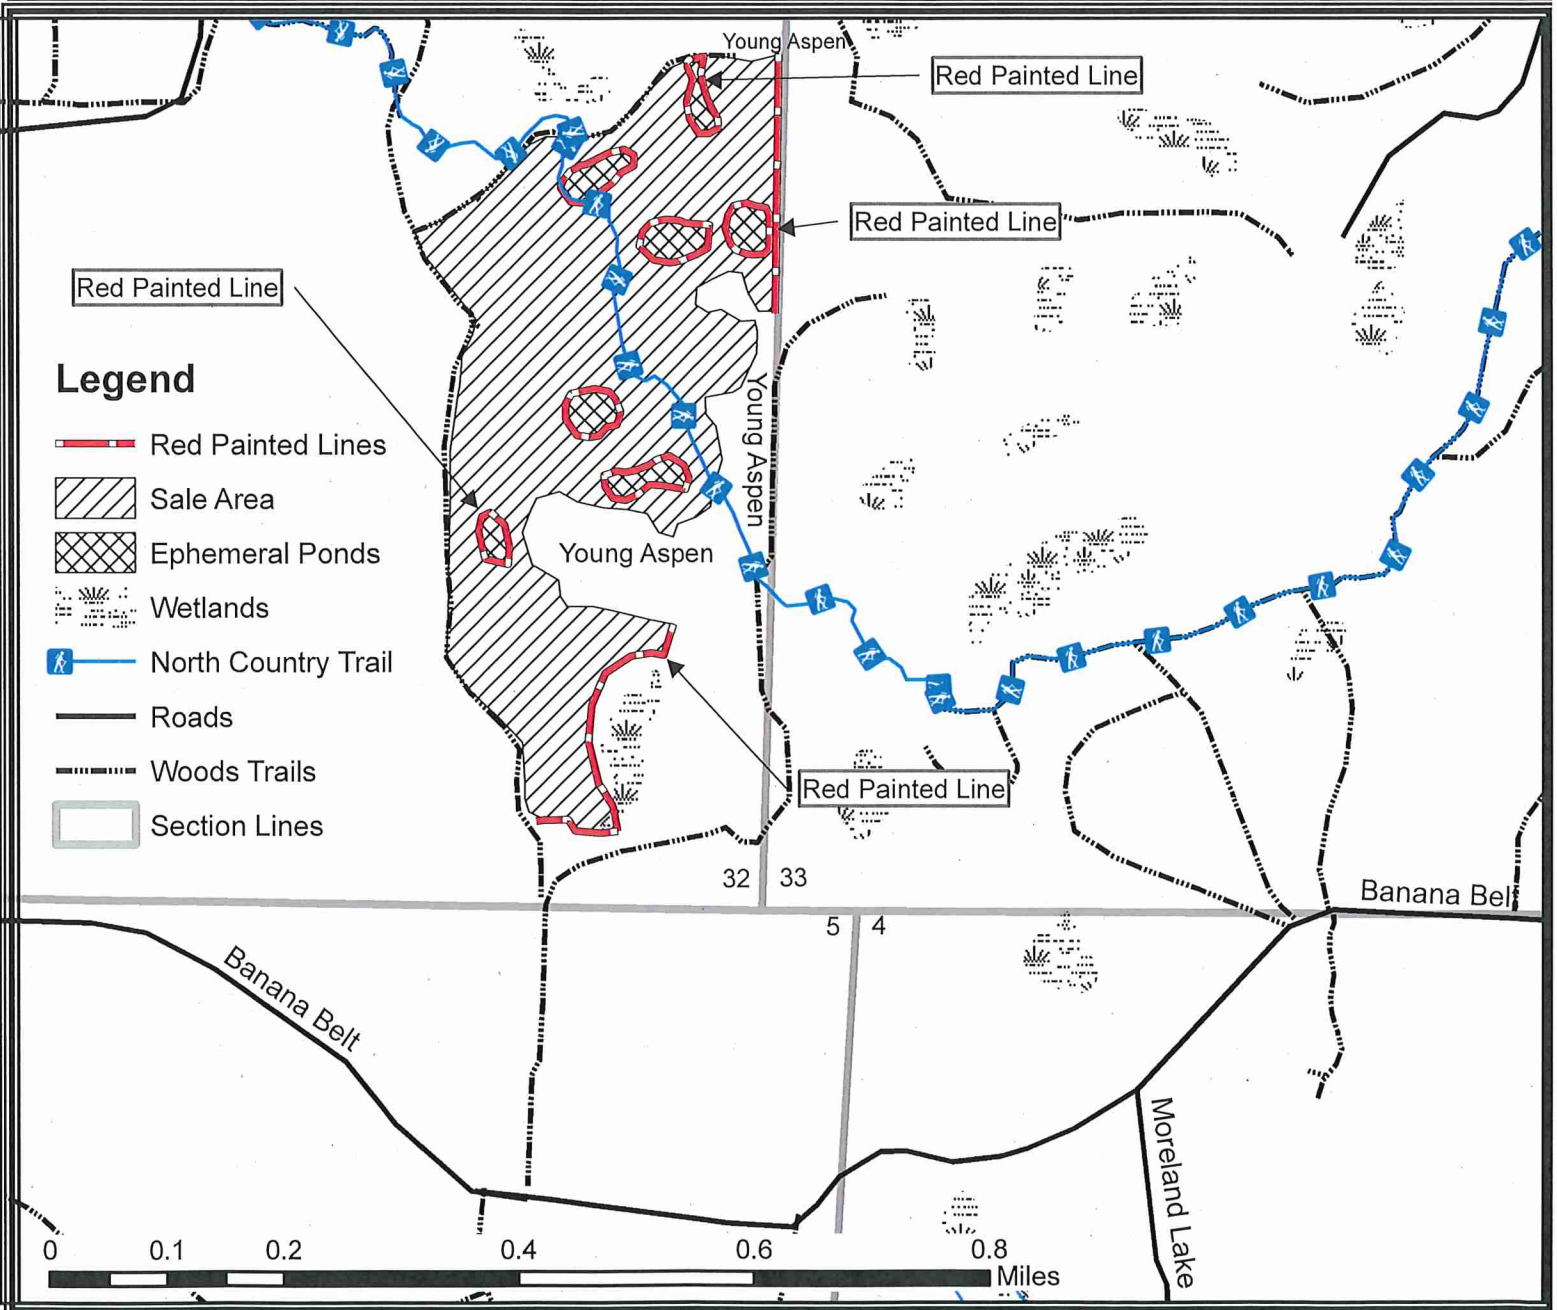 Young Aspen
Red Painted Line
Red Painted Line
Red Painted Line
Legend
Red Painted Lines
Sale Area
Ephemeral Ponds
Wetlands
North Country Trail
Roads
Woods Trails
Section Lines
Young Aspen
Young Aspen
Red Painted Line
32 33
5 4
Banana Bel
Banana Belt
Moreland Lake
0 0.1 0.2 0.4 0.6 0.8
Miles